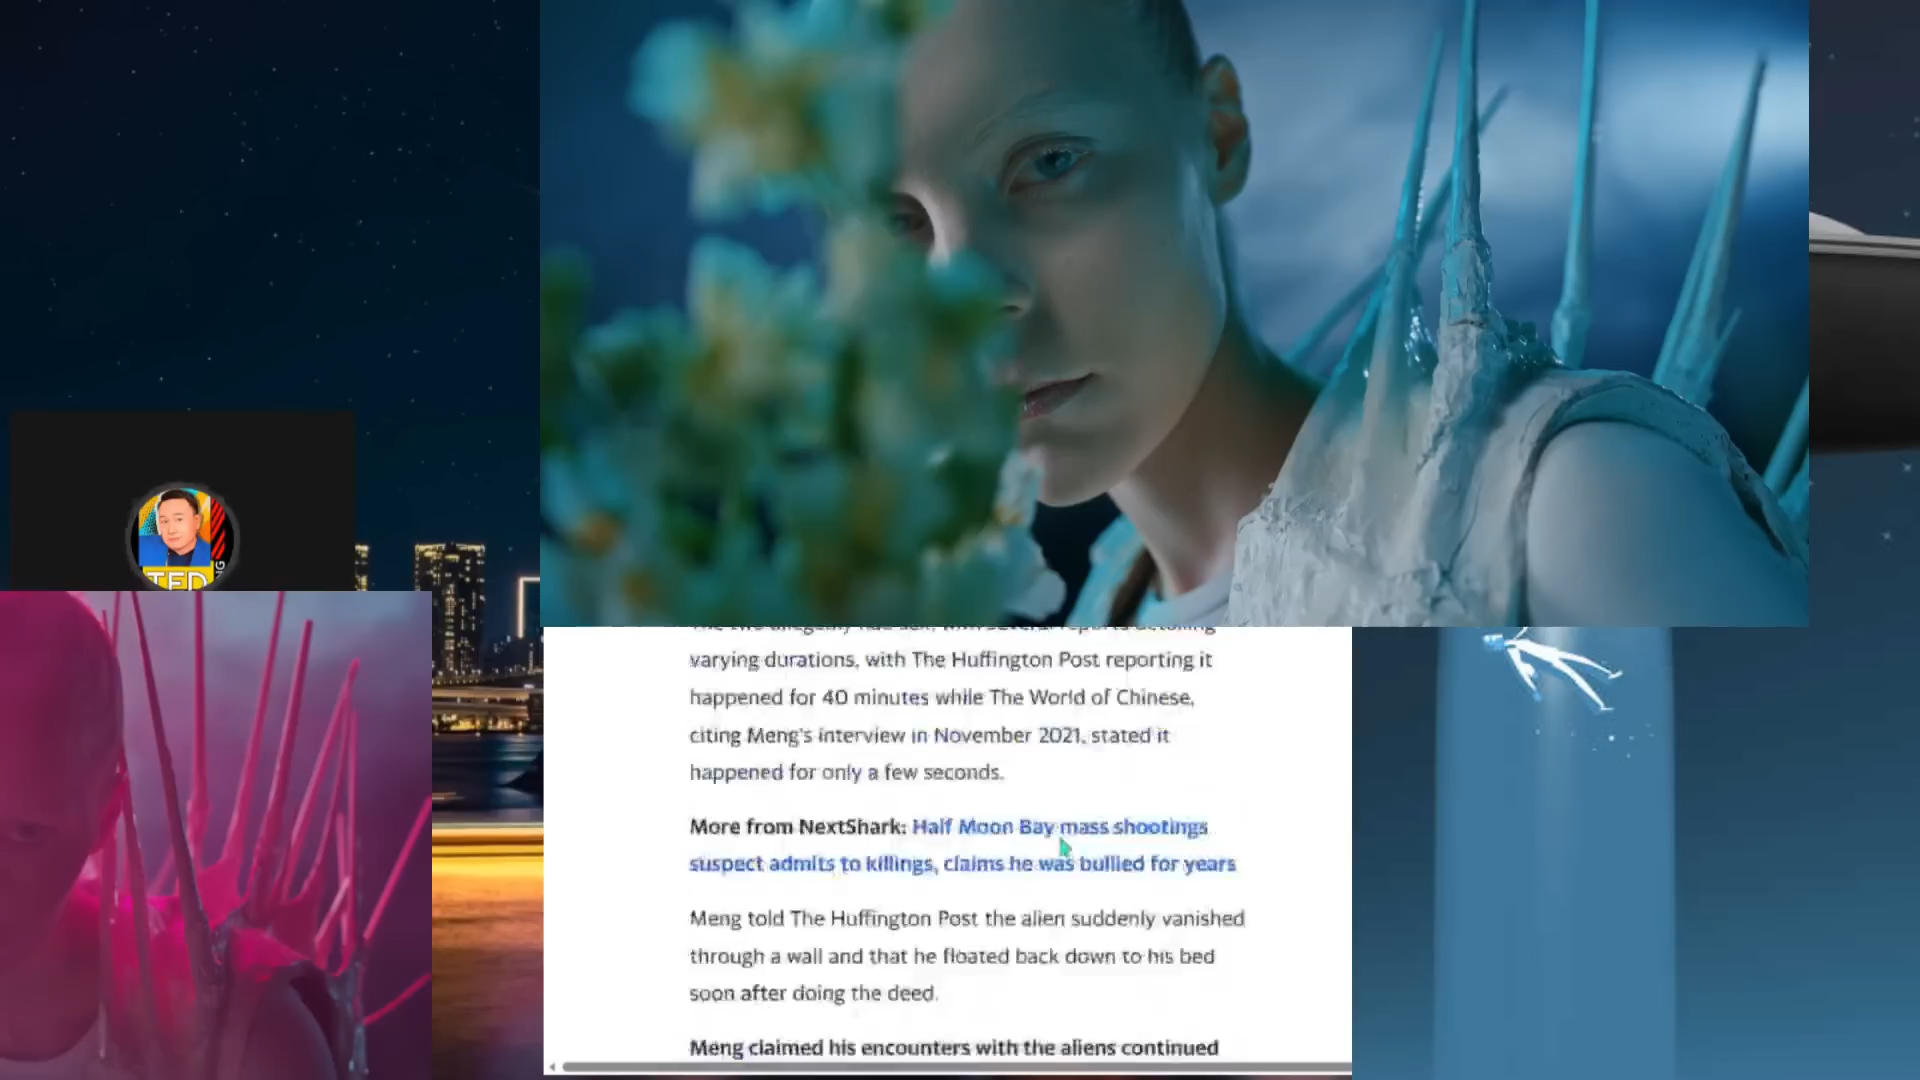 TED
varying durations, with The Huffington Post reporting it
happened for 40 minutes while The World of Chinese,
citing Meng's interview in November 2021, stated it
happened for only a few seconds.
More from NextShark: Half Moon Bay mass shootings
suspect admits to killings, claims he was bullied for years
Meng told The Huffington Post the alien suddenly vanished
through a wall and that he floated back down to his bed
soon after doing the deed.
Meng claimed his encounters with the aliens continued